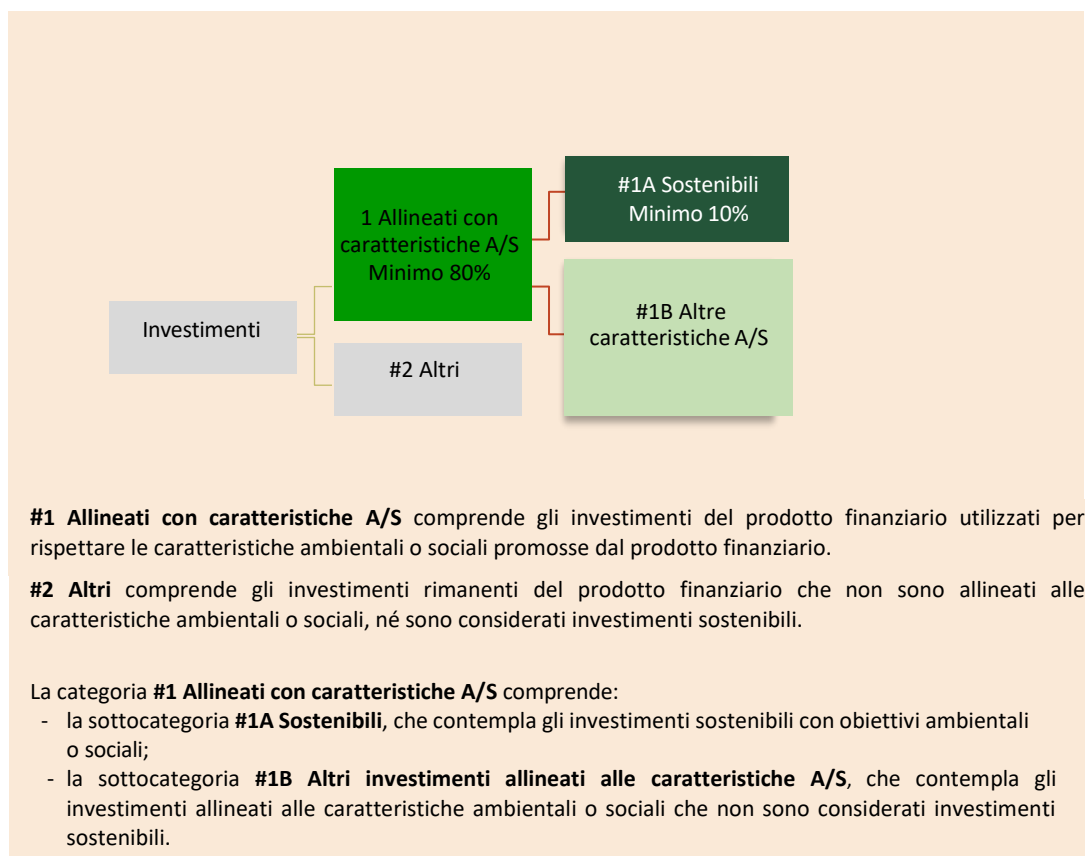 #1A Sostenibili
Minimo 10%
1 Allineati con
caratteristiche A/S
Minimo 80%
#1B Altre
caratteristiche A/S
Investimenti
#2 Altri
#1 Allineati con caratteristiche A/S comprende gli investimenti del prodotto finanziario utilizzati per
rispettare le caratteristiche ambientali o sociali promosse dal prodotto finanziario.
#2 Altri comprende gli investimenti rimanenti del prodotto finanziario che non sono allineati alle
caratteristiche ambientali o sociali, né sono considerati investimenti sostenibili.
La categoria #1 Allineati con caratteristiche A/S comprende:
- la sottocategoria #1A Sostenibili, che contempla gli investimenti sostenibili con obiettivi ambientali
o sociali;
- la sottocategoria #1B Altri investimenti allineati alle caratteristiche A/S, che contempla gli
investimenti allineati alle caratteristiche ambientali o sociali che non sono considerati investimenti
sostenibili.